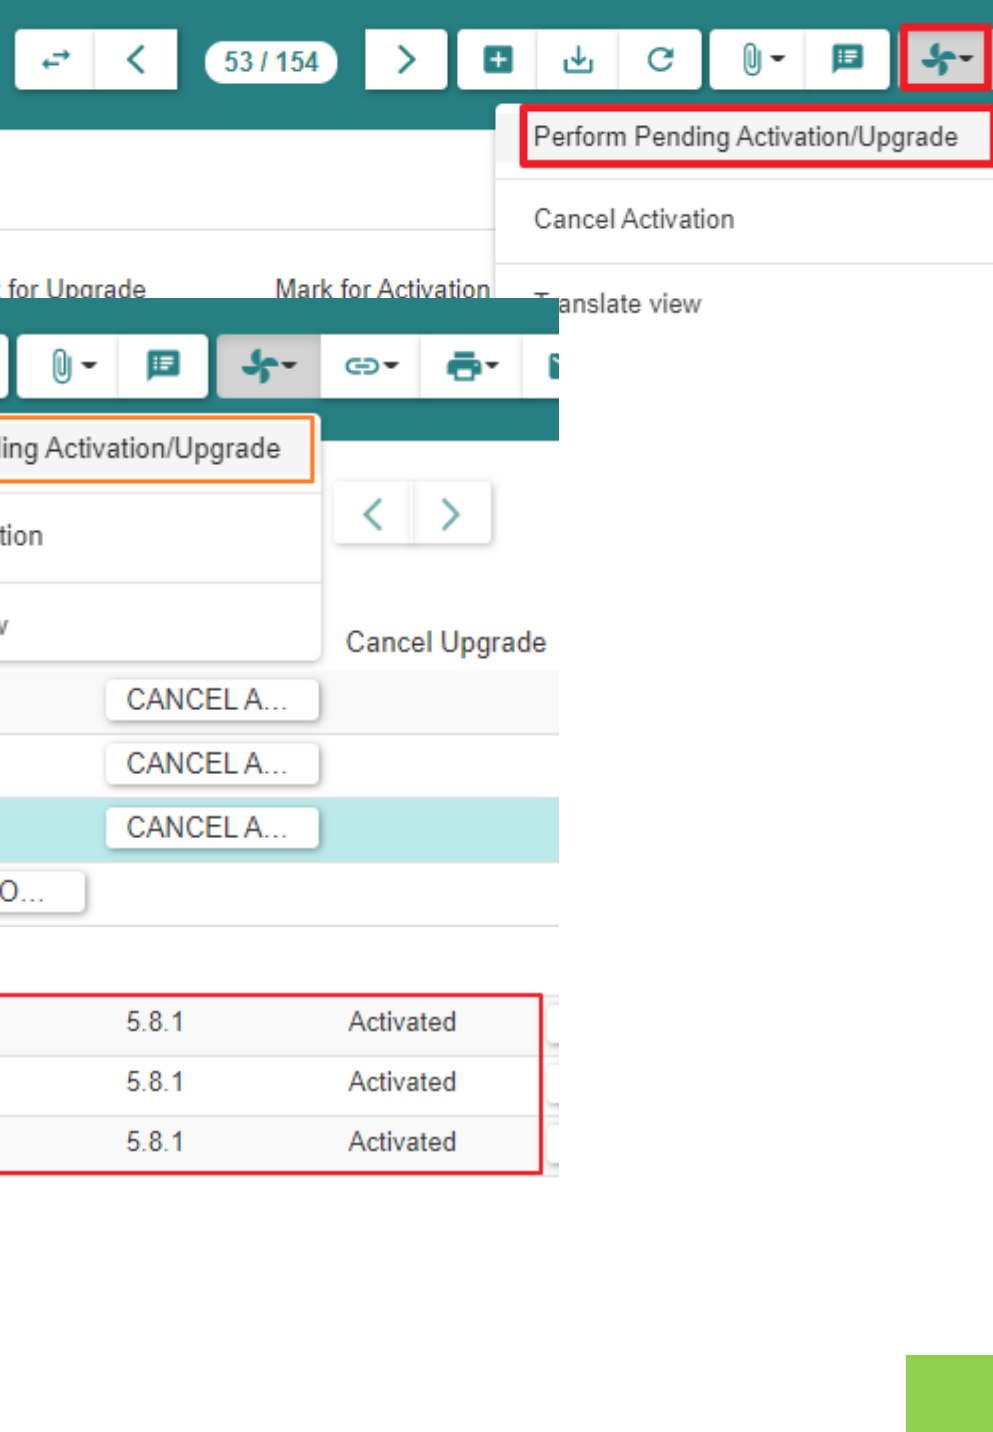 53 / 154
Perform Pending Activation/Upgrade
Cancel Activation
for Upgrade
Mark for Activation
anslate view
ling Activation/Upgrade
tion
Cancel Upgrade
CANCEL A...
CANCEL A...
CANCEL A...
O...
5.8.1 Activated
5.8.1 Activated
5.8.1 Activated